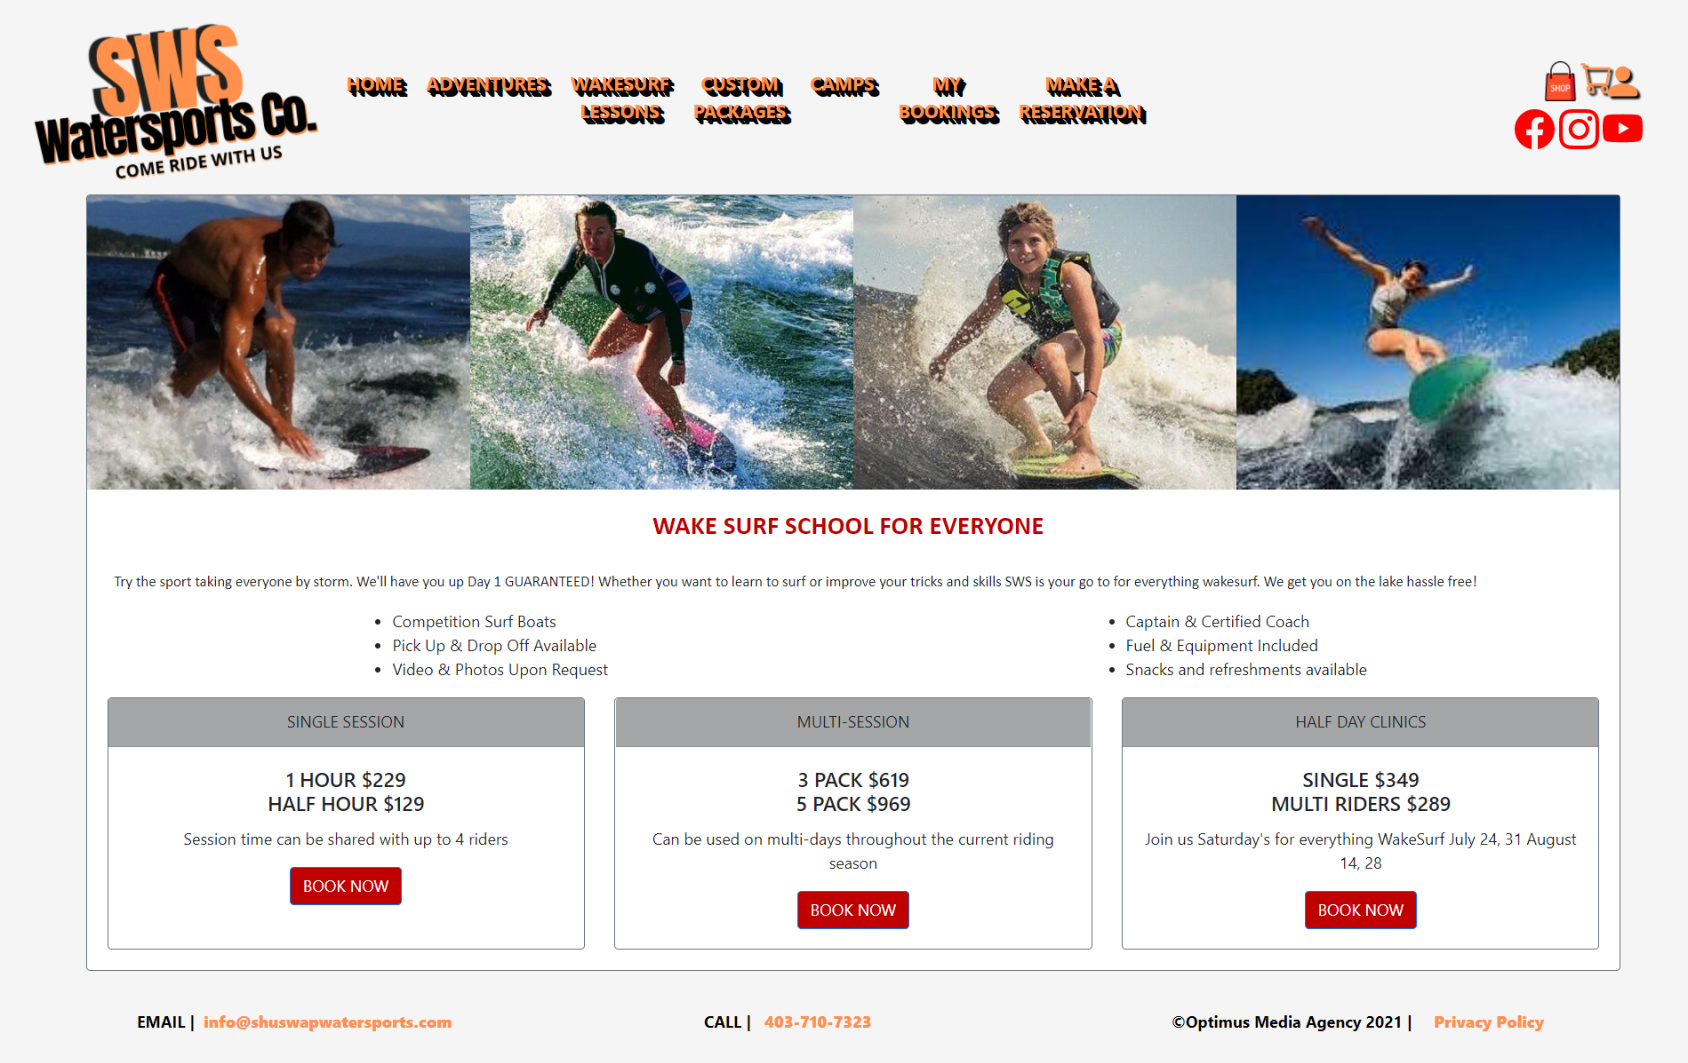 SWS
Watersports Co.
COME RIDE WITH US
HOME
ADVENTURES
WAKESURF
LESSONS
CUSTOM
PACKAGES
CAMPS
MY
BOOKINGS
MAKE A
RESERVATION
SHOP
WAKE SURF SCHOOL FOR EVERYONE
Try the sport taking everyone by storm. We'll have you up Day 1 GUARANTEED! Whether you want to learn to surf or improve your tricks and skills SWS is your go to for everything wakesurf. We get you on the lake hassle free!
• Competition Surf Boats
• Pick Up & Drop Off Available
• Video & Photos Upon Request
• Captain & Certified Coach
• Fuel & Equipment Included
• Snacks and refreshments available
SINGLE SESSION
1 HOUR $229
HALF HOUR $129
Session time can be shared with up to 4 riders
BOOK NOW
MULTI-SESSION
3 PACK $619
5 PACK $969
Can be used on multi-days throughout the current riding
season
BOOK NOW
HALF DAY CLINICS
SINGLE $349
MULTI RIDERS $289
Join us Saturday's for everything WakeSurf July 24, 31 August
14, 28
BOOK NOW
EMAIL | info@shuswapwatersports.com
CALL | 403-710-7323
©Optimus Media Agency 2021 | Privacy Policy